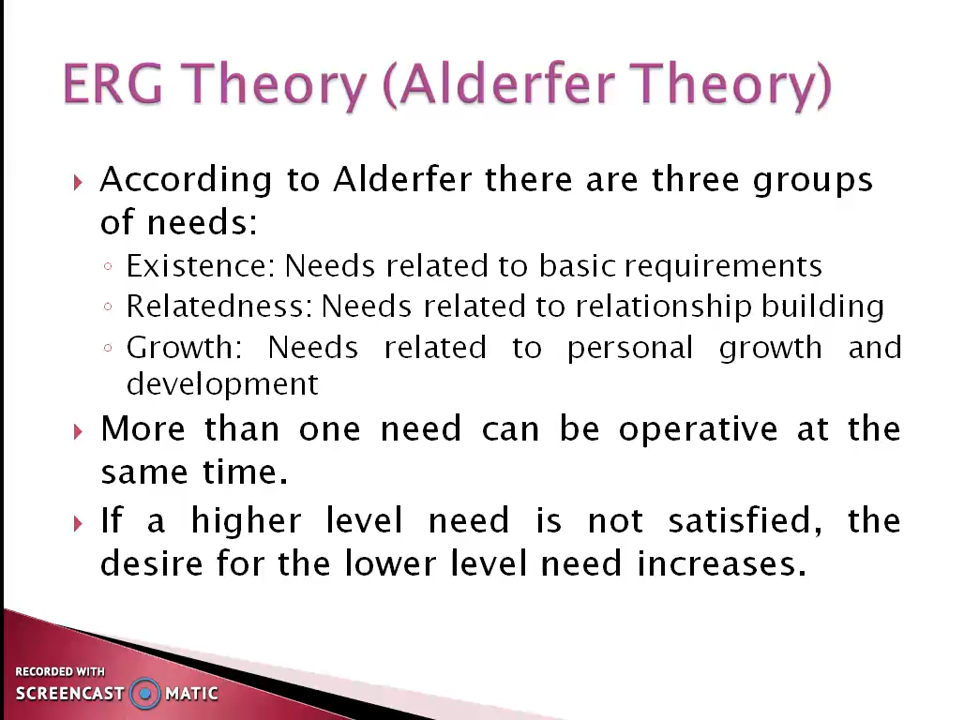 ERG Theory (Alderfer Theory)
According to Alderfer there are three groups
of needs:
Existence: Needs related to basic requirements
Relatedness: Needs related to relationship building
Growth: Needs related to personal growth and
development
More than one need can be operative at the
same time.
If a higher level need is not satisfied, the
desire for the lower level need increases.
RECORDED WITH
SCREENCAST MATIC